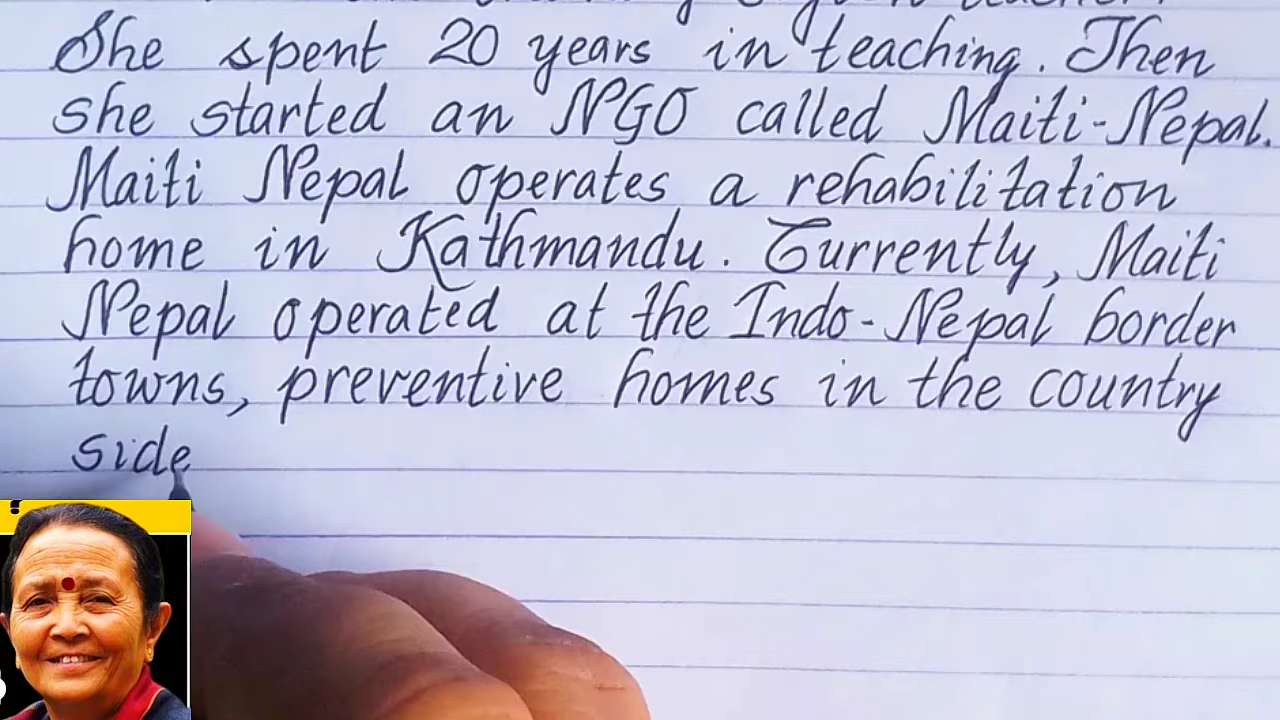 She spent 20 years in teaching. Then
she started an NGO called Maiti-Nepal.
Maiti Nepal operates a rehabilitation
home in Kathmandu. Currently, Maiti
Nepal operated at the Indo-Nepal border
towns, preventive homes in the country
side